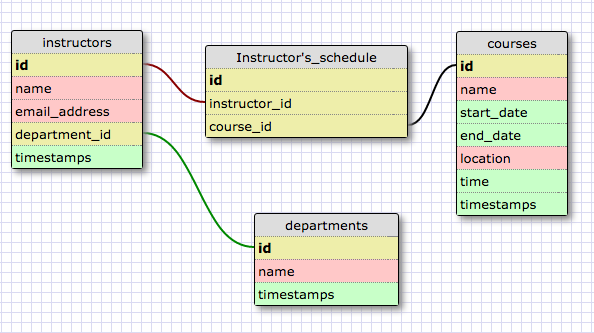 instructors
id
name
email_address
department_id
timestamps
Instructor's_schedule
id
instructor_id
course_id
courses
id
name
start_date
end_date
location
time
timestamps
departments
id
name
timestamps